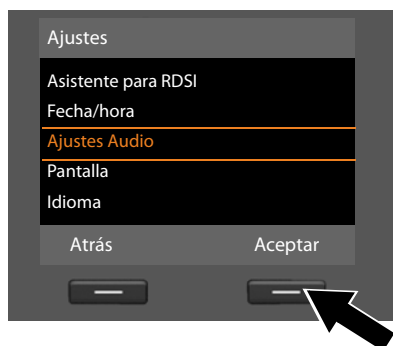 Ajustes
Asistente para RDSI
Fecha/hora
Ajustes Audio
Pantalla
Idioma
Atrás Aceptar